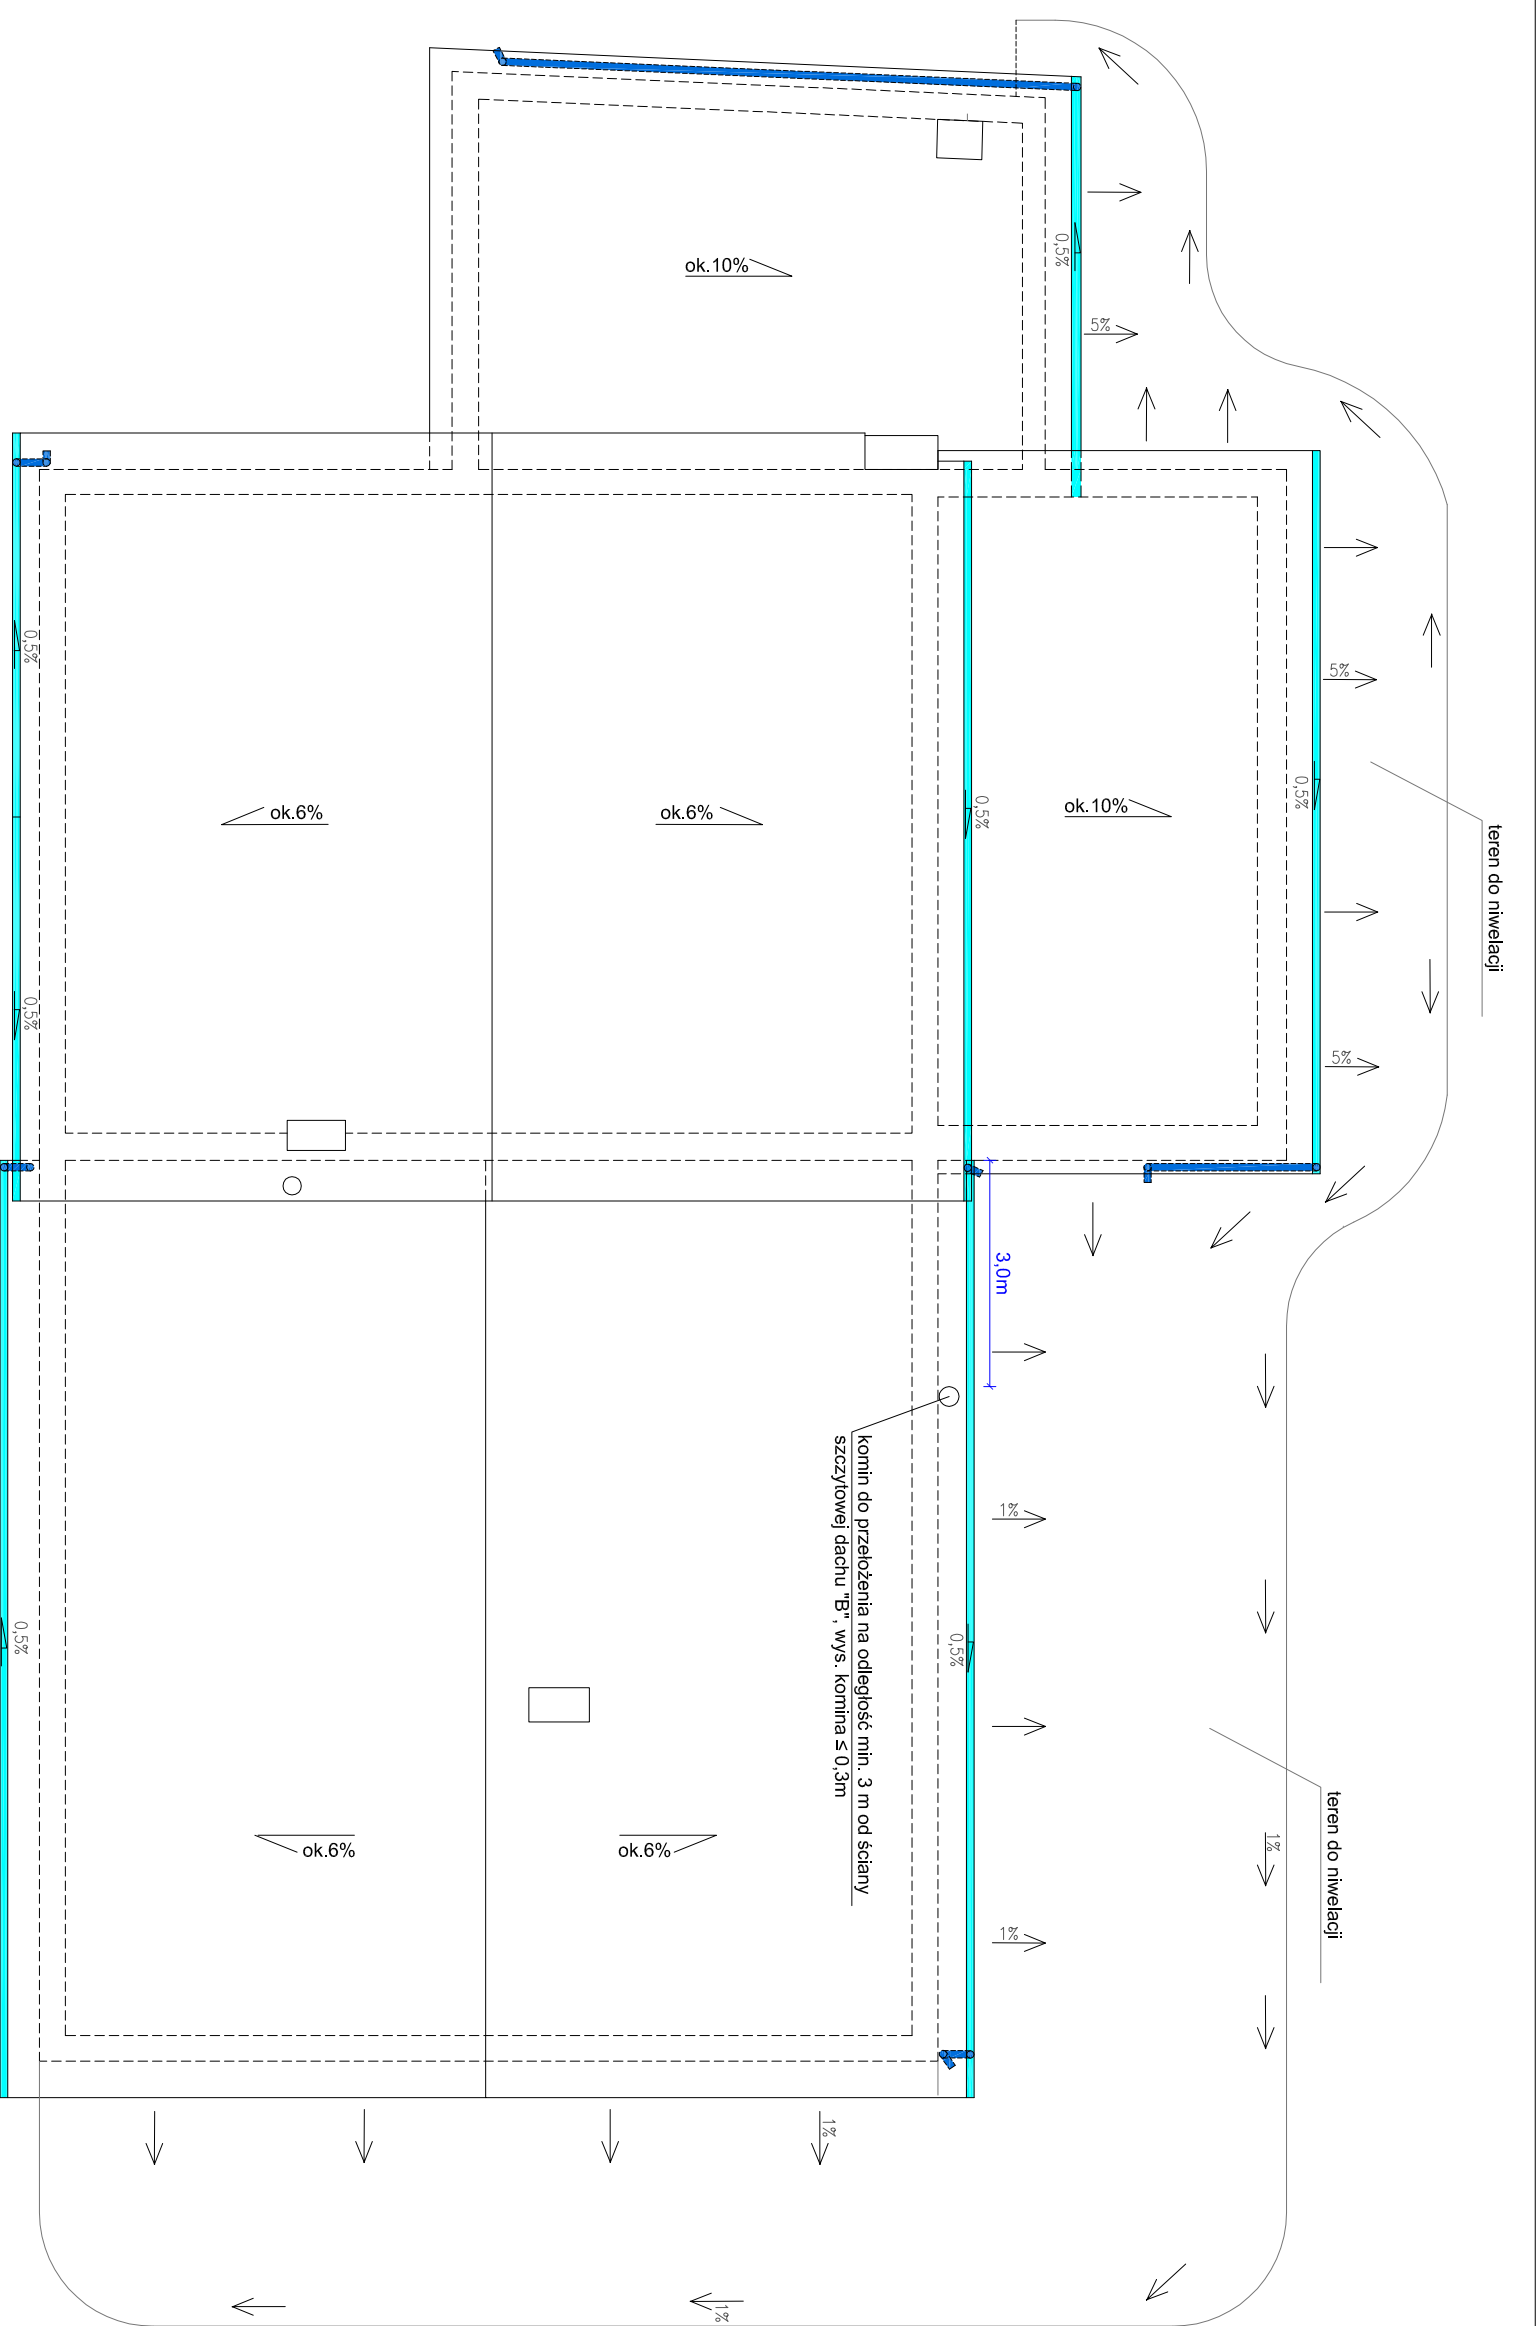 ok.10%
0,5%
5%
0,5%
0,5%
ok.6%
ok.6%
0,5%
ok.10%
0,5%
5%
5%
teren do niwelacji
3,0m
komin do przełożenia na odległość min. 3 m od ściany
szczytowej dachu "B", wys. komina ≤ 0,3m
1%
0,5%
0,5%
ok.6%
ok.6%
1%
1%
teren do niwelacji
1%
1%